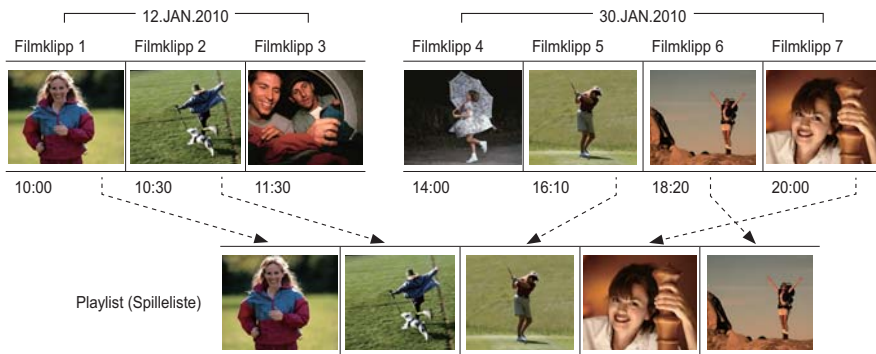 12.JAN.2010 30.JAN.2010
Filmklipp 1 Filmklipp 2 Filmklipp 3 Filmklipp 4 Filmklipp 5 Filmklipp 6 Filmklipp 7
10:00 10:30 11:30 14:00 16:10 18:20 20:00
Playlist (Spilleliste)